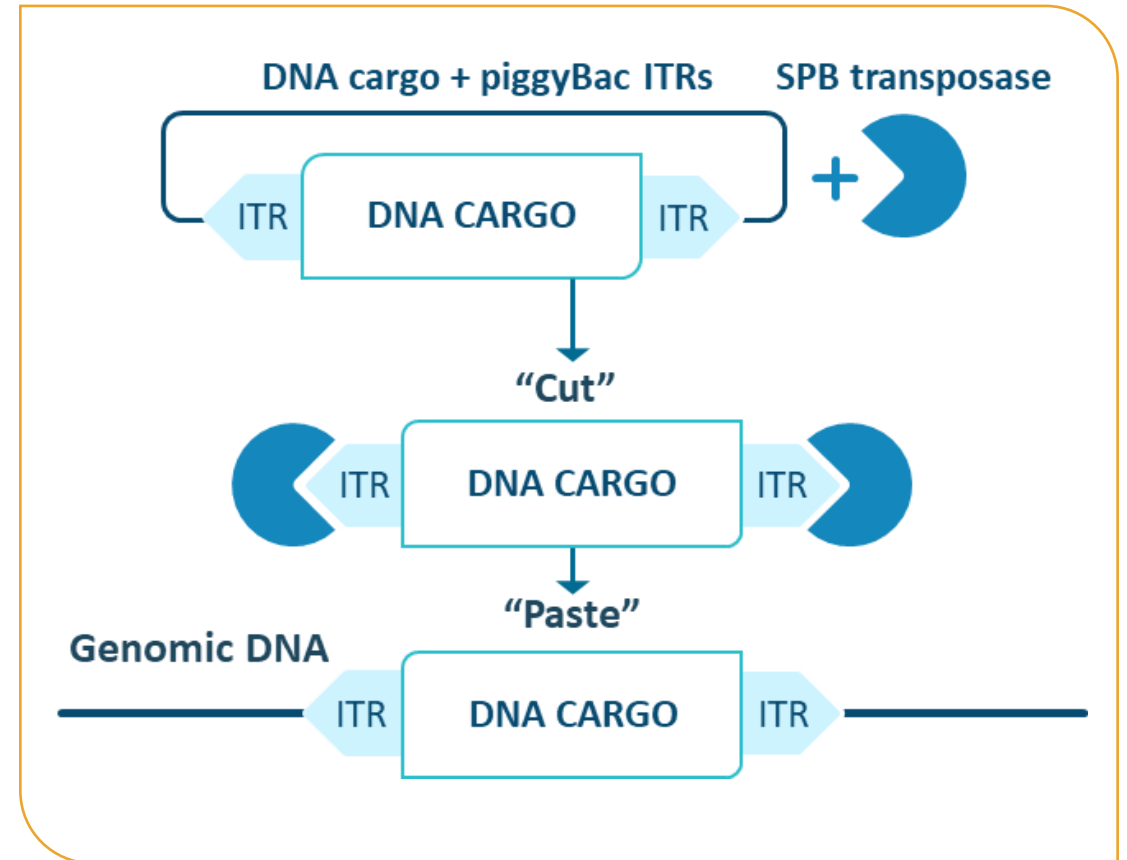 DNA cargo + piggyBac ITRs SPB transposase
ITR DNA CARGO ITR +
“Cut”
ITR DNA CARGO ITR
“Paste”
Genomic DNA
ITR DNA CARGO ITR